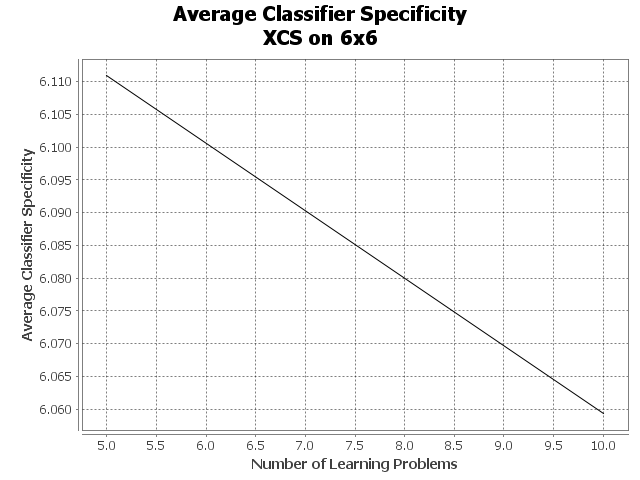 Average Classifier Specificity
XCS on 6x6
Average Classifier Specificity
6.110
6.105
6.100
6.095
6.090
6.085
6.080
6.075
6.070
6.065
6.060
5.0 5.5 6.0 6.5 7.0 7.5 8.0 8.5 9.0 9.5 10.0
Number of Learning Problems